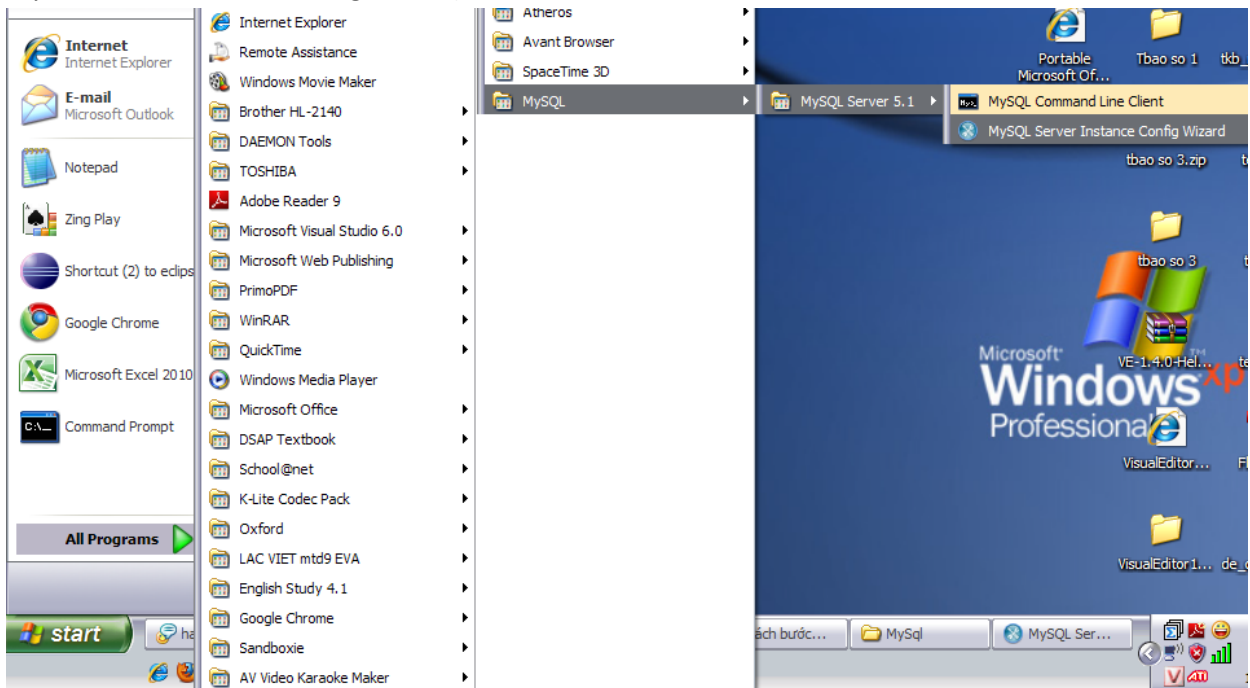 Internet
Internet Explorer
E-mail
Microsoft Outlook
Notepad
Zing Play
Shortcut (2) to eclips
Google Chrome
Microsoft Excel 2010
C:\_
Command Prompt
All Programs
Internet Explorer
Remote Assistance
Windows Movie Maker
Brother HL-2140
DAEMON Tools
TOSHIBA
Adobe Reader 9
Microsoft Visual Studio 6.0
Microsoft Web Publishing
PrimoPDF
WinRAR
QuickTime
Windows Media Player
Microsoft Office
DSAP Textbook
School@net
K-Lite Codec Pack
Oxford
LAC VIET mtd9 EVA
English Study 4.1
Google Chrome
Sandboxie
AV Video Karaoke Maker
Atheros
Avant Browser
SpaceTime 3D
MySQL
MySQL Server 5.1
MySQL Command Line Client
MySQL Server Instance Config Wizard
Portable
Microsoft Of...
Tbao so 1
tkb_
tbao so 3.zip
tbao so 3
VE-1.4.0-Hel...
te
Microsoft
Windows xp
Professional
VisualEditor...
VisualEditor1...
start
ha
ách bước...
MySql
MySQL Ser...
ATI